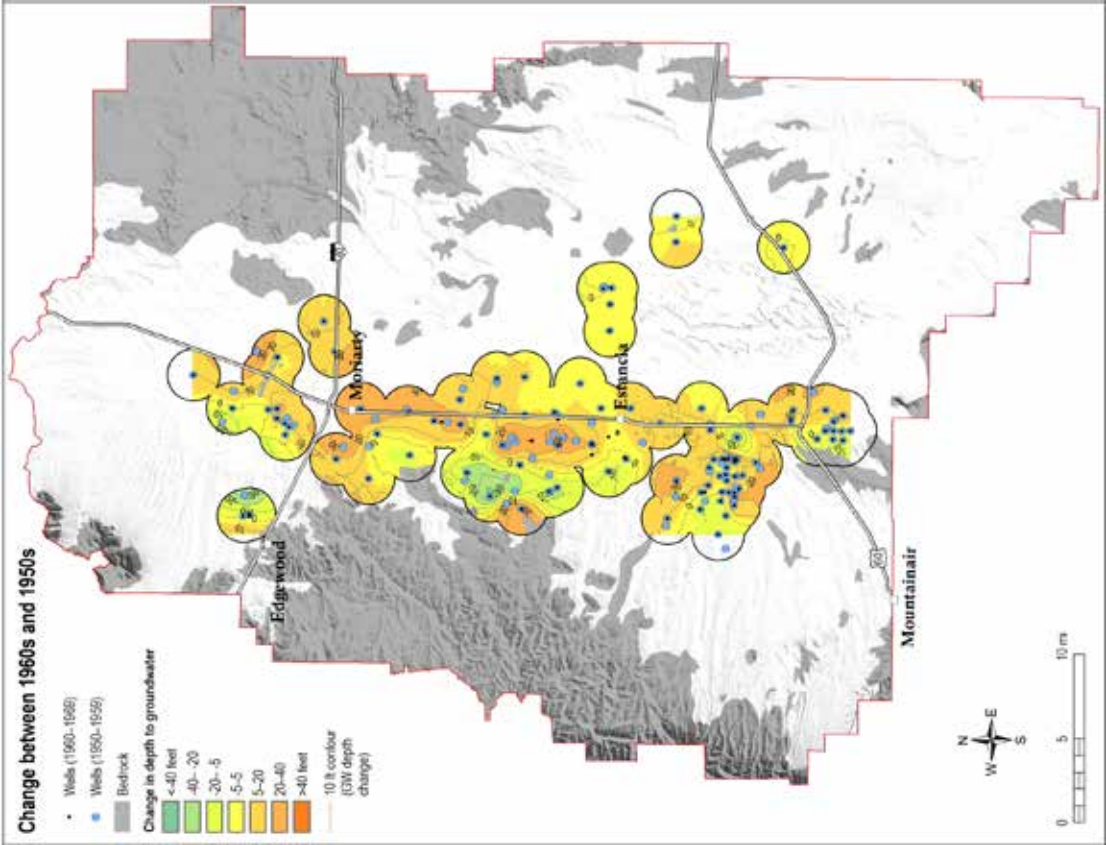 Change between 1960s and 1950s
Wells (1960–1969)
Wells (1950–1959)
Bedrock
Change in depth to groundwater
<-40 feet
-40- -20
-20- -5
-5–5
5–20
20–40
>40 feet
10 ft contour
(GW depth
change)
Edgewood
Moriarty
Estancia
Mountainair
60
N
W
E
S
0
5
10 mi